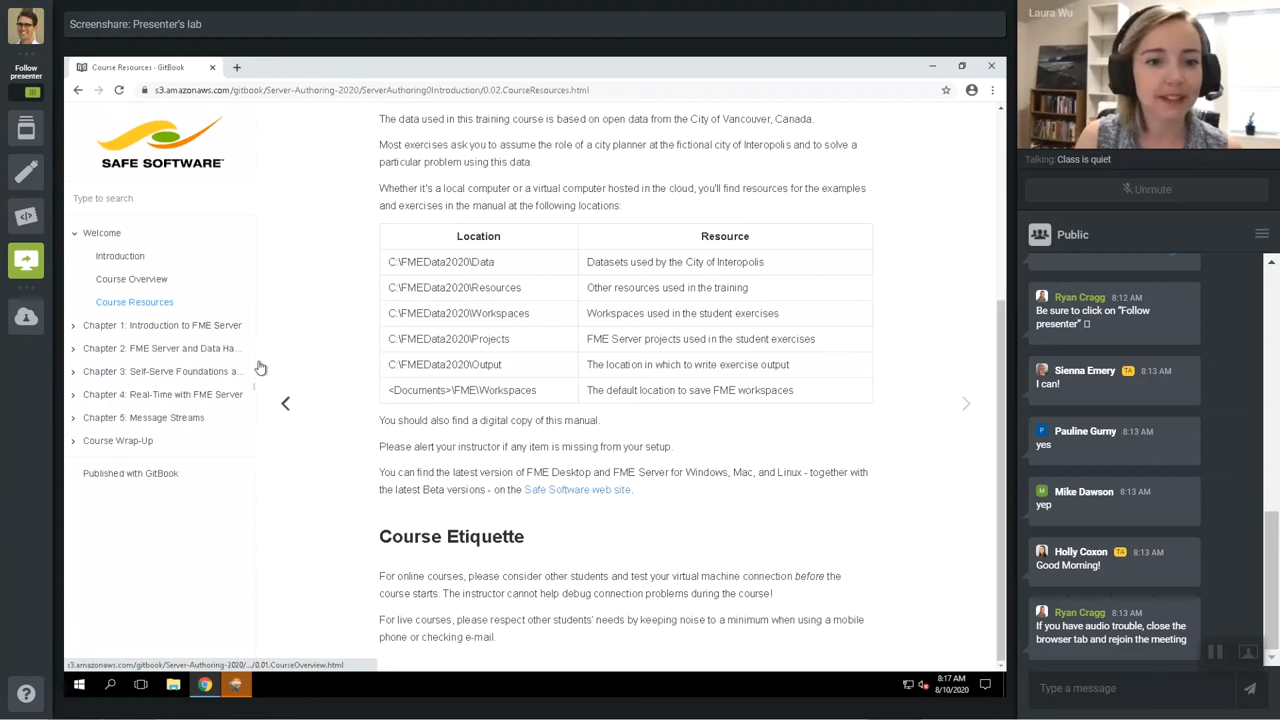 Screenshare: Presenter's lab
Follow
presenter
Course Resources - GitBook
s3.amazonaws.com/gitbook/Server-Authoring-2020/ServerAuthoring0Introduction/0.02.CourseResources.html
SAFE SOFTWARE
Type to search
Welcome
Introduction
Course Overview
Course Resources
Chapter 1: Introduction to FME Server
Chapter 2: FME Server and Data Ha...
Chapter 3: Self-Serve Foundations a...
Chapter 4: Real-Time with FME Server
Chapter 5: Message Streams
Course Wrap-Up
Published with GitBook
The data used in this training course is based on open data from the City of Vancouver, Canada.
Most exercises ask you to assume the role of a city planner at the fictional city of Interopolis and to solve a
particular problem using this data.
Whether it's a local computer or a virtual computer hosted in the cloud, you'll find resources for the examples
and exercises in the manual at the following locations:
Location Resource
C:\FMEData2020\Data Datasets used by the City of Interopolis
C:\FMEData2020\Resources Other resources used in the training
C:\FMEData2020\Workspaces Workspaces used in the student exercises
C:\FMEData2020\Projects FME Server projects used in the student exercises
C:\FMEData2020\Output The location in which to write exercise output
<Documents>\FME\Workspaces The default location to save FME workspaces
You should also find a digital copy of this manual.
Please alert your instructor if any item is missing from your setup.
You can find the latest version of FME Desktop and FME Server for Windows, Mac, and Linux - together with
the latest Beta versions - on the Safe Software web site.
Course Etiquette
For online courses, please consider other students and test your virtual machine connection before the
course starts. The instructor cannot help debug connection problems during the course!
For live courses, please respect other students' needs by keeping noise to a minimum when using a mobile
phone or checking e-mail.
s3.amazonaws.com/gitbook/Server-Authoring-2020/.../0.01.CourseOverview.html
8:17 AM
8/10/2020
Laura Wu
Talking: Class is quiet
Unmute
Public
Ryan Cragg 8:12 AM
Be sure to click on "Follow
presenter"
Sienna Emery TA 8:13 AM
I can!
P
Pauline Gurny 8:13 AM
yes
M
Mike Dawson 8:13 AM
yep
Holly Coxon TA 8:13 AM
Good Morning!
Ryan Cragg 8:13 AM
If you have audio trouble, close the
browser tab and rejoin the meeting
Type a message